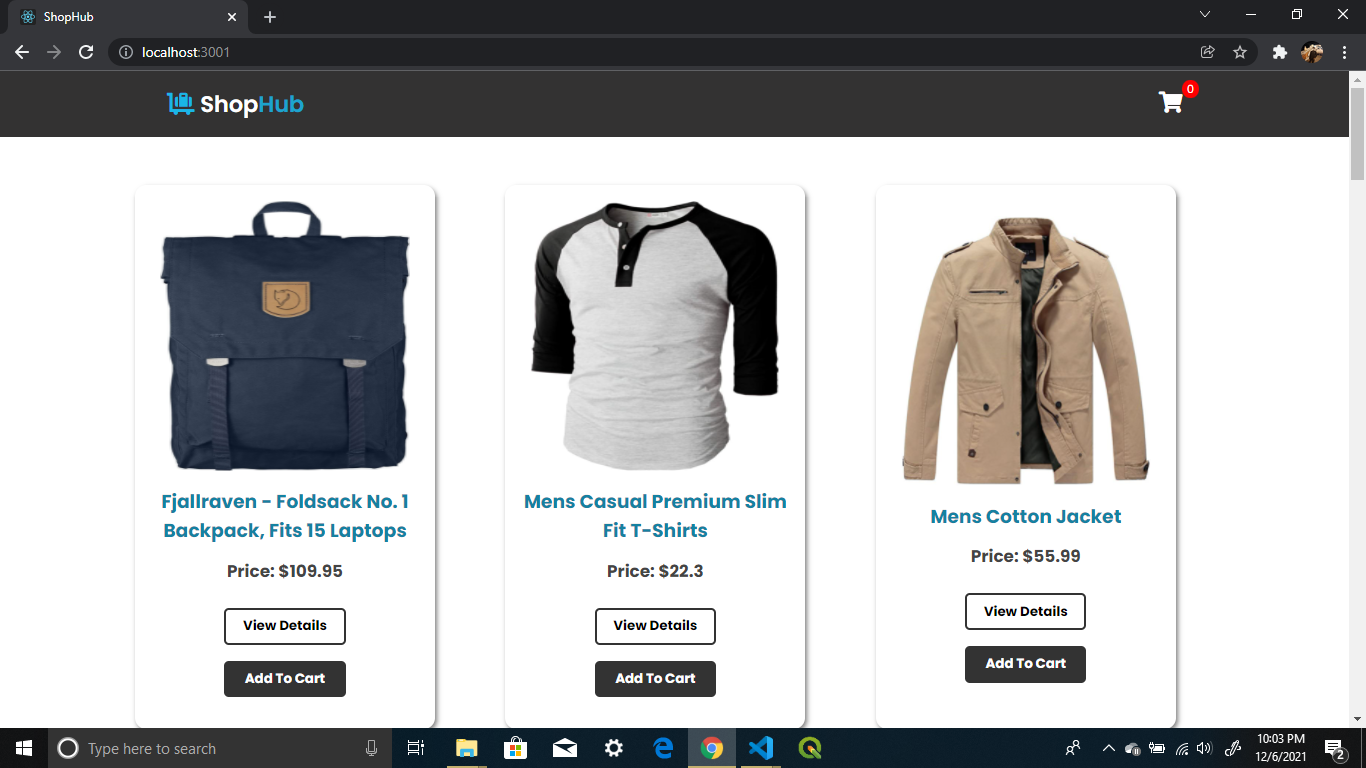 ShopHub
localhost:3001
ShopHub
0
Fjallraven - Foldsack No. 1
Backpack, Fits 15 Laptops
Price: $109.95
View Details
Add To Cart
Mens Casual Premium Slim
Fit T-Shirts
Price: $22.3
View Details
Add To Cart
Mens Cotton Jacket
Price: $55.99
View Details
Add To Cart
Type here to search
10:03 PM
12/6/2021
2